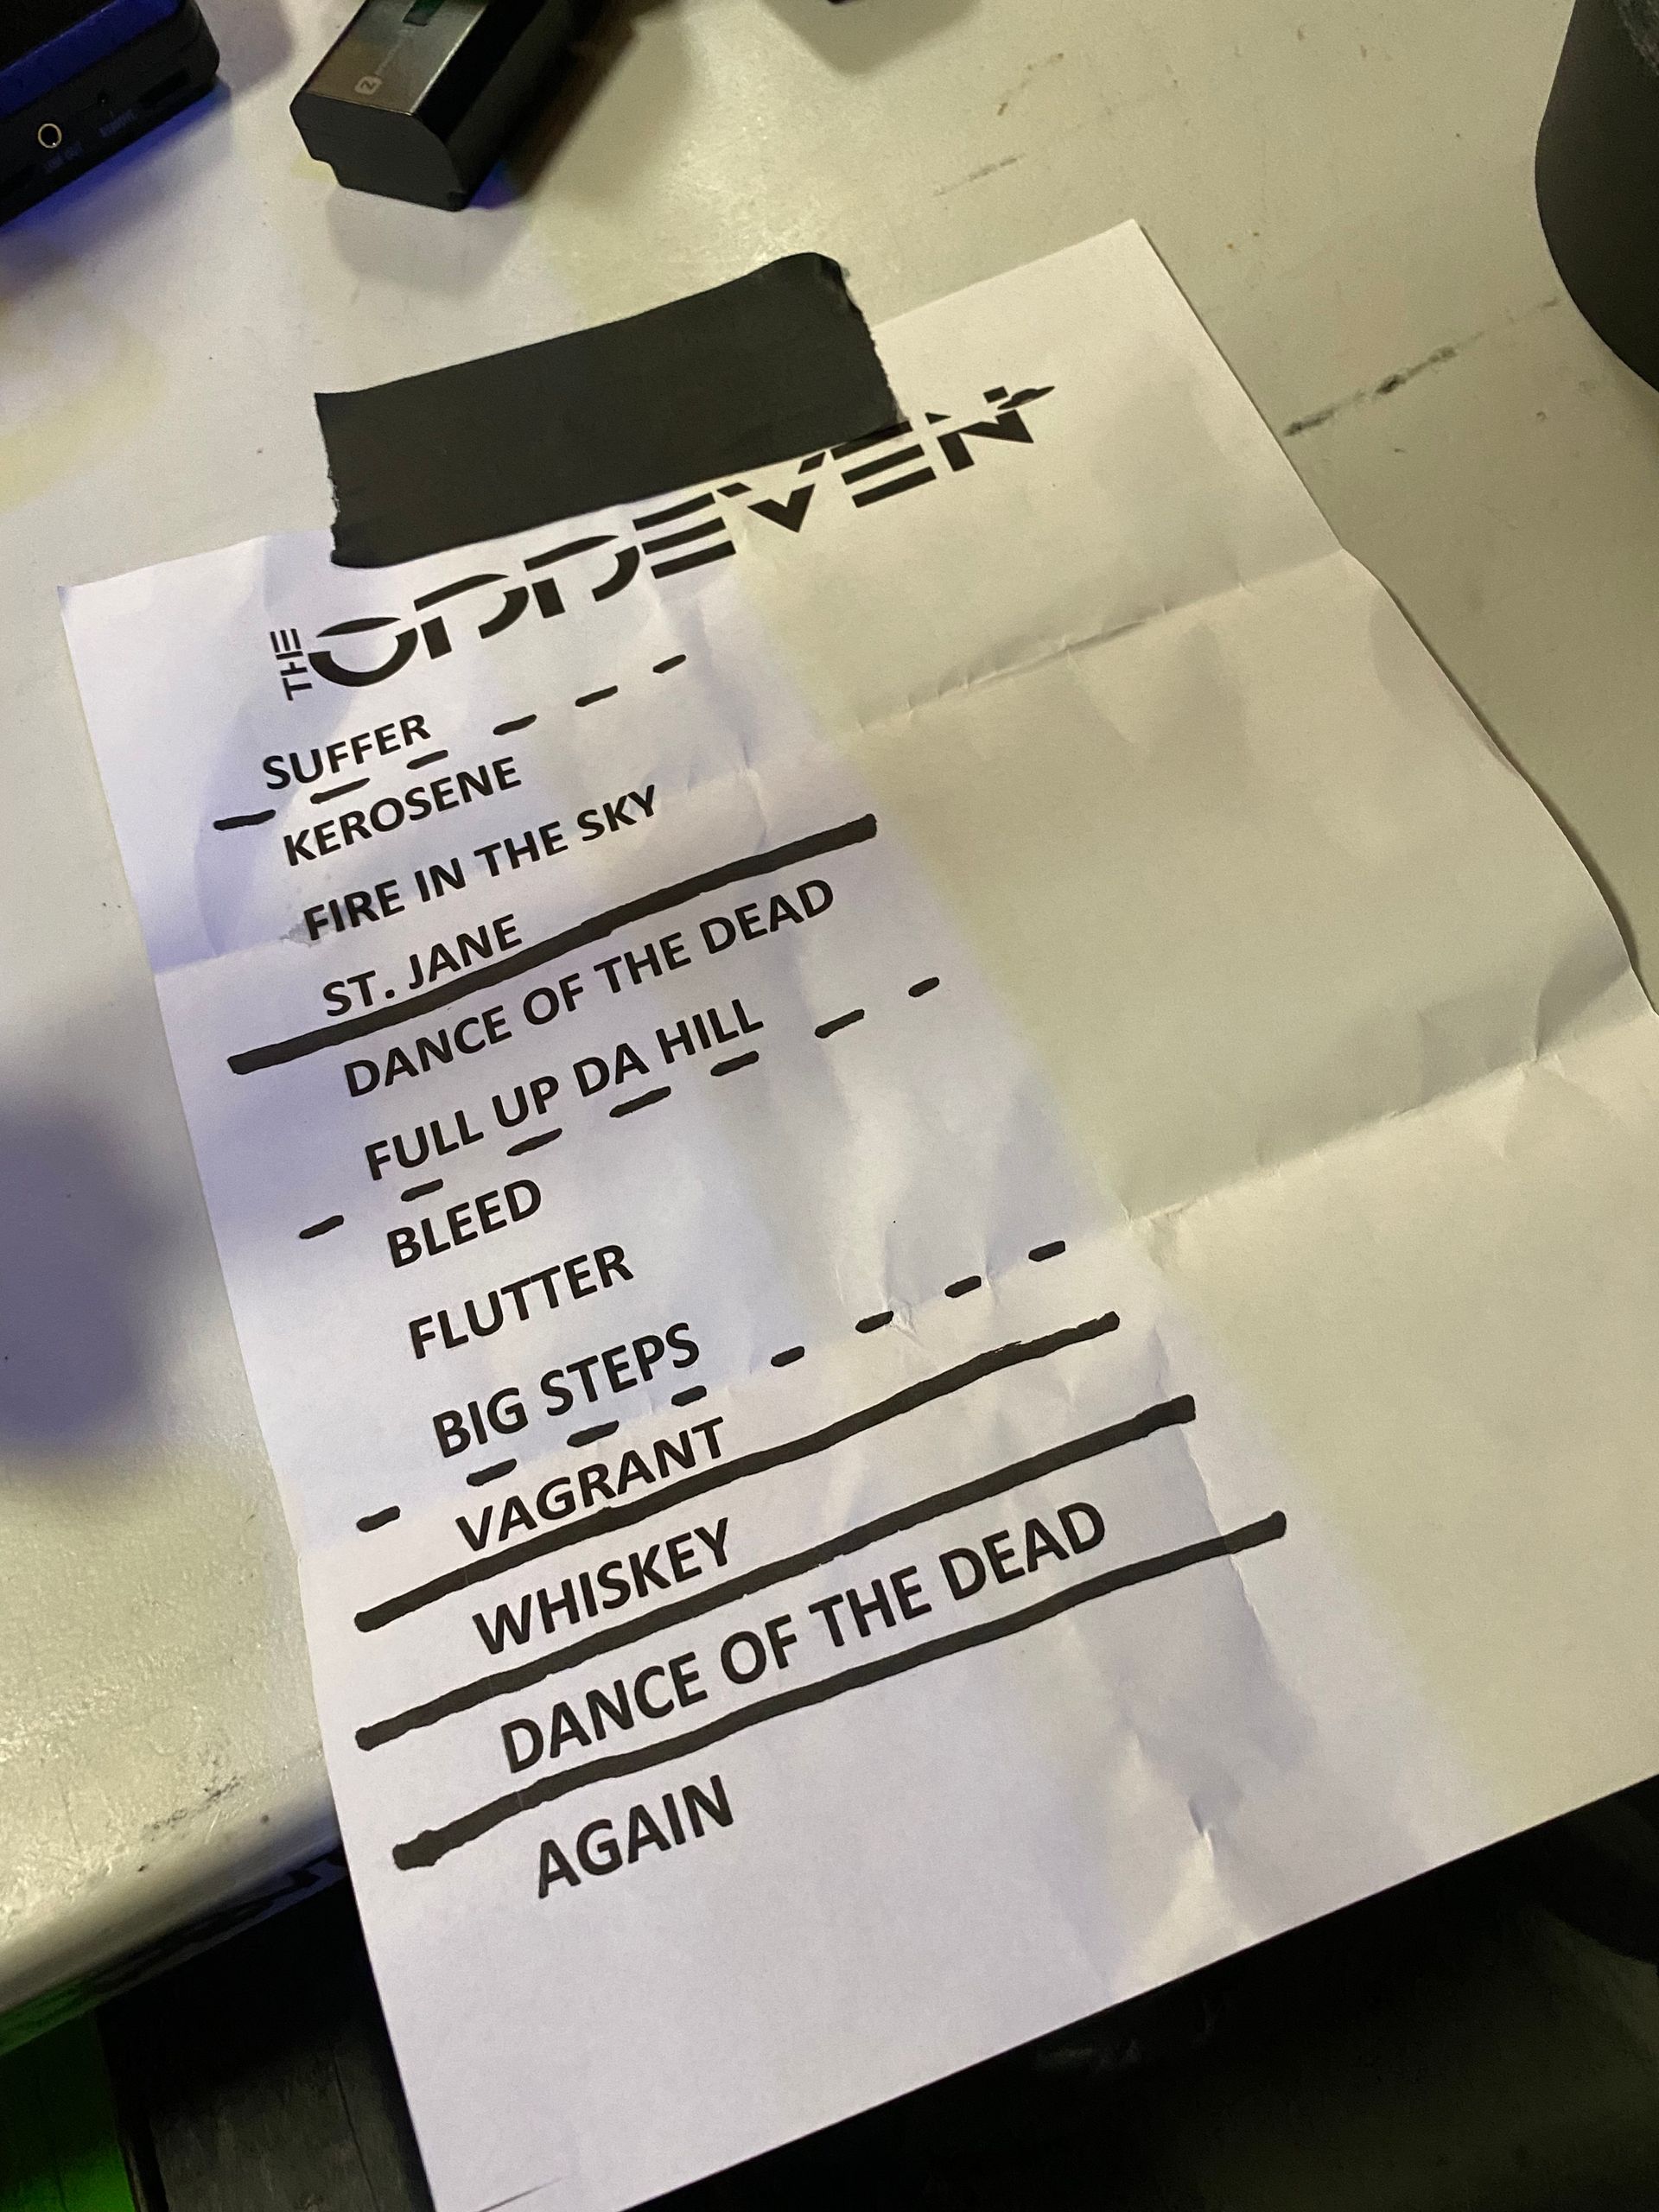 THE ODDEVEN
SUFFER
KEROSENE
FIRE IN THE SKY
ST. JANE
DANCE OF THE DEAD
FULL UP DA HILL
BLEED
FLUTTER
BIG STEPS
VAGRANT
WHISKEY
DANCE OF THE DEAD
AGAIN